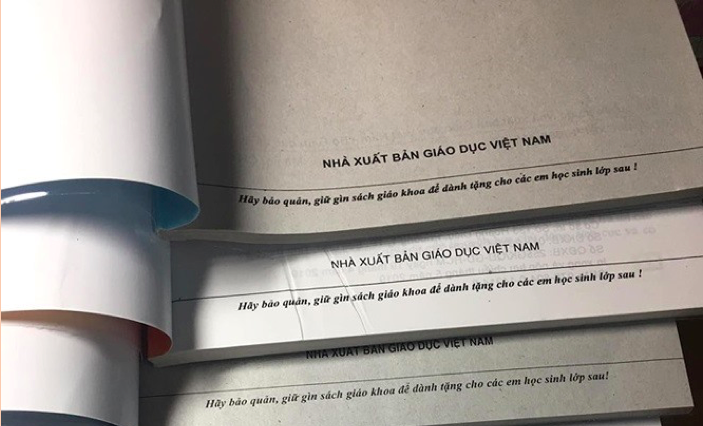 NHÀ XUẤT BẢN GIÁO DỤC VIỆT NAM
Hãy bảo quản, giữ gìn sách giáo khoa để dành tặng cho các em học sinh lớp sau !
NHÀ XUẤT BẢN GIÁO DỤC VIỆT NAM
Hãy bảo quản, giữ gìn sách giáo khoa để dành tặng cho các em học sinh lớp sau !
NHÀ XUẤT BẢN GIÁO DỤC VIỆT NAM
Hãy bảo quản, giữ gìn sách giáo khoa để dành tặng cho các em học sinh lớp sau!